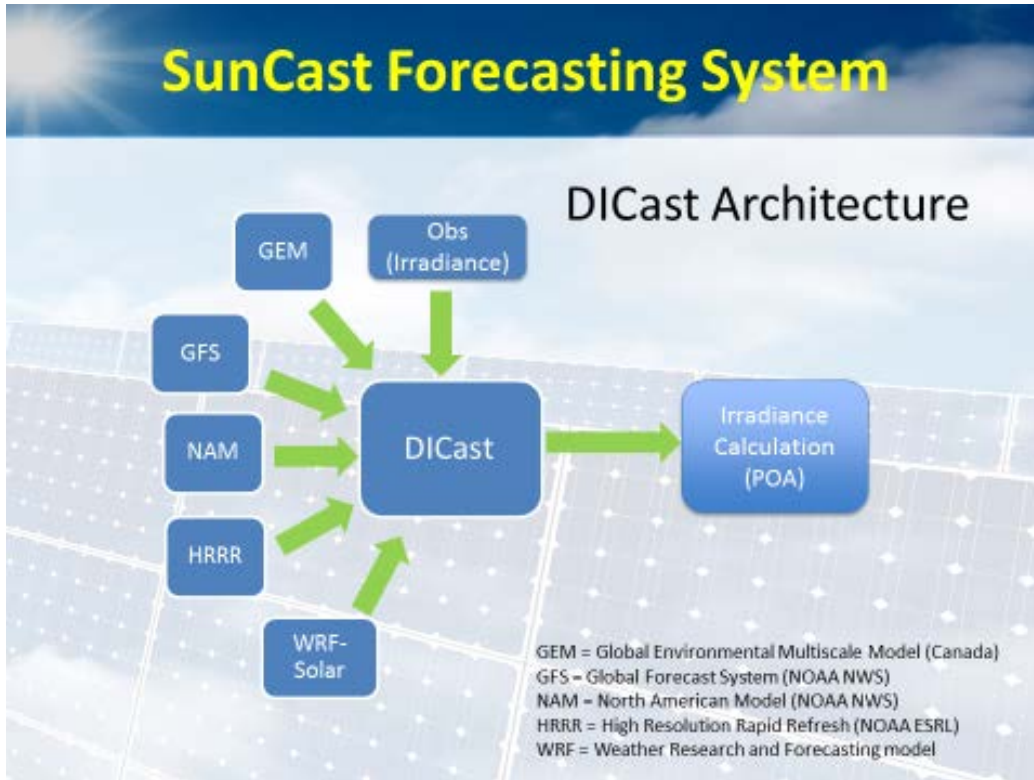 SunCast Forecasting System
DICast Architecture
GEM
Obs
(Irradiance)
GFS
NAM
HRRR
WRF-
Solar
DICast
Irradiance
Calculation
(POA)
GEM = Global Environmental Multiscale Model (Canada)
GFS = Global Forecast System (NOAA NWS)
NAM = North American Model (NOAA NWS)
HRRR = High Resolution Rapid Refresh (NOAA ESRL)
WRF = Weather Research and Forecasting model